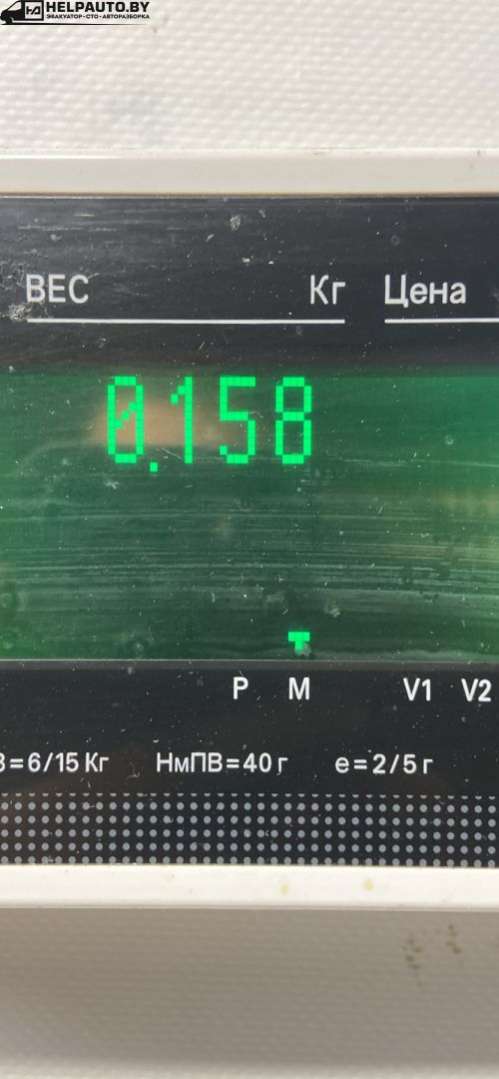 HELPAUTO.BY
ЭВАКУАТОР-СТО-АВТОРАЗБОРКА
ВЕС Кг Цена
0.158
P M V1 V2
=6/15 Кг НмПВ=40 г e=2/5 г